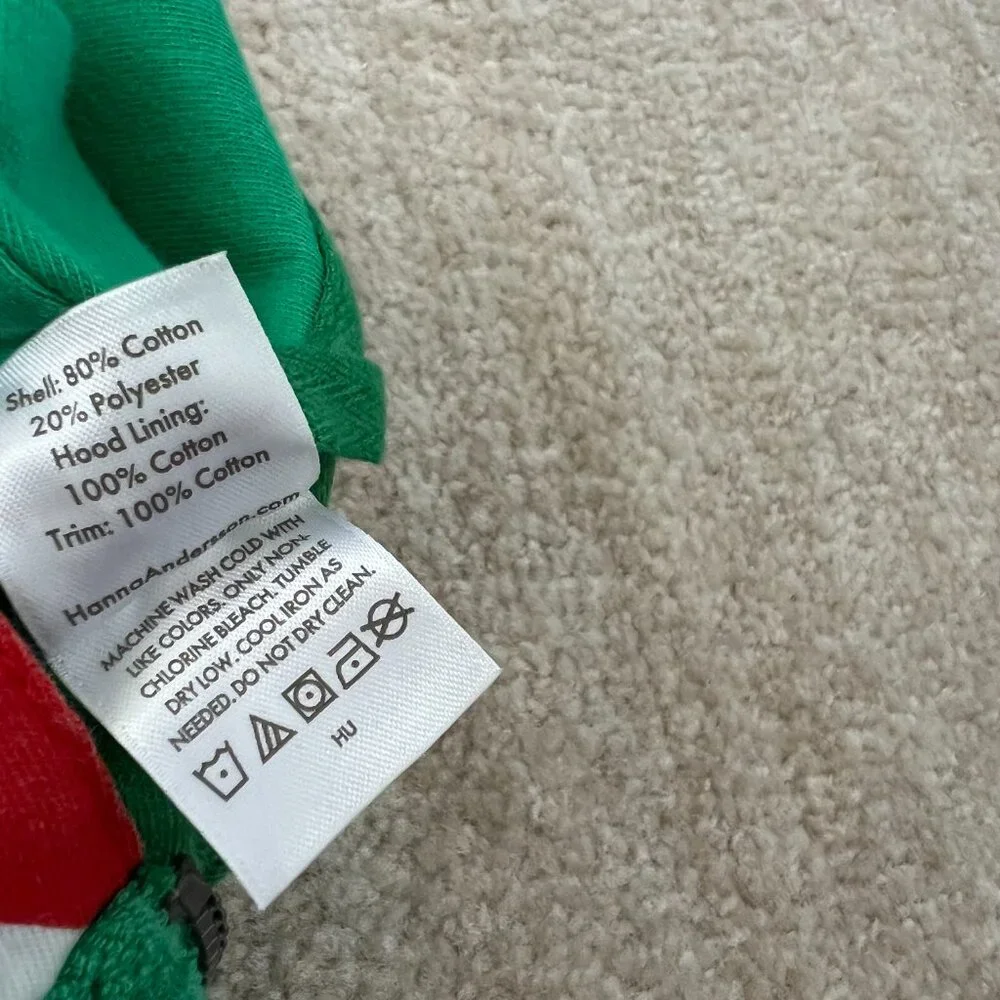 Shell: 80% Cotton
20% Polyester
Hood Lining:
100% Cotton
Trim: 100% Cotton
HannaAndersson.com
MACHINE WASH COLD WITH
LIKE COLORS. ONLY NON-
CHLORINE BLEACH. TUMBLE
DRY LOW. COOL IRON AS
NEEDED. DO NOT DRY CLEAN.
HU